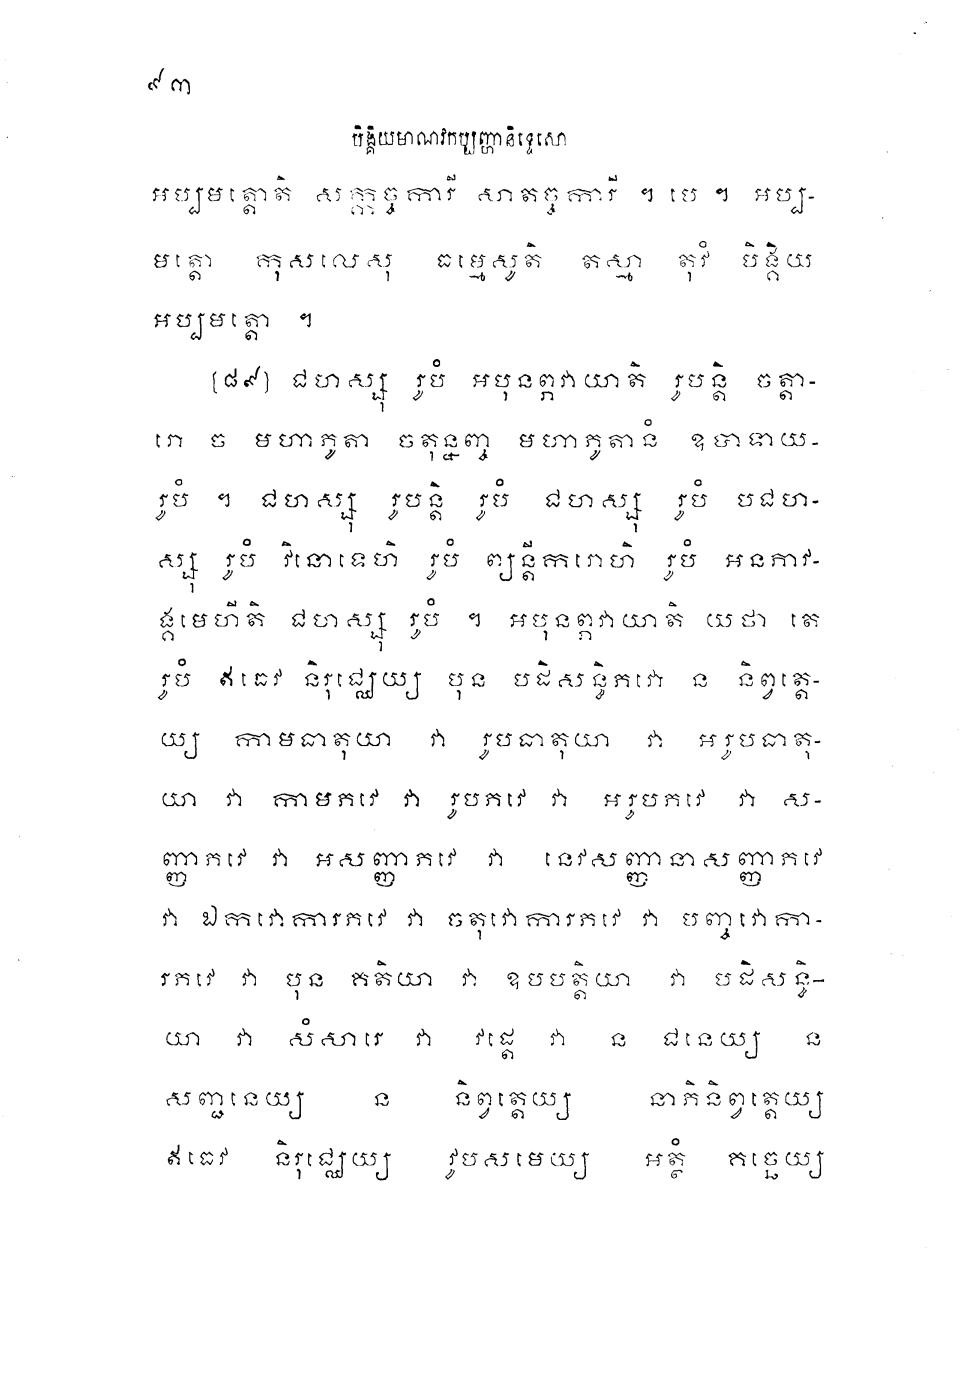 ៩៣
បិង្គិយមាណវកប្បញ្ហានិទ្ទេសោ
អប្បមត្តោតិ សក្កច្ចការី សាតច្ចការី ។ បេ ។ អប្ប-
មត្តោ កុសលេសុ ធម្មេសូតិ តស្មា តុវំ បិង្គិយ
អប្បមត្តោ ។
[៨៩] ជហស្សុ រូបំ អបុនព្ភវាយាតិ រូបន្តិ ចត្តា-
រោ ច មហាភូតា ចតុន្នញ្ច មហាភូតានំ ឧបាទាយ-
រូបំ ។ ជហស្សុ រូបន្តិ រូបំ ជហស្សុ រូបំ បជហ-
ស្សុ រូបំ វិនោទេហិ រូបំ ព្យន្តីករោហិ រូបំ អនភាវ-
ង្គមេហីតិ ជហស្សុ រូបំ ។ អបុនព្ភវាយាតិ យថា តេ
រូបំ ឥធេវ និរុជ្ឈេយ្យ បុន បដិសន្ធិកវោ ន និព្វត្តេ-
យ្យ កាមធាតុយា វា រូបធាតុយា វា អរូបធាតុ-
យា វា កាមភវេ វា រូបភវេ វា អរូបភវេ វា ស-
ញ្ញាភវេ វា អសញ្ញាភវេ វា នេវសញ្ញានាសញ្ញាភវេ
វា ឯកវោការភវេ វា ចតុវោការភវេ វា បញ្ចវោកា-
រភវេ វា បុន គតិយា វា ឧបបត្តិយា វា បដិសន្ធិ-
យា វា សំសារេ វា វដ្តេ វា ន ជនេយ្យ ន
សញ្ជនេយ្យ ន និព្វត្តេយ្យ នាភិនិព្វត្តេយ្យ
ឥធេវ និរុជ្ឈេយ្យ វូបសមេយ្យ អត្ថំ គច្ឆេយ្យ